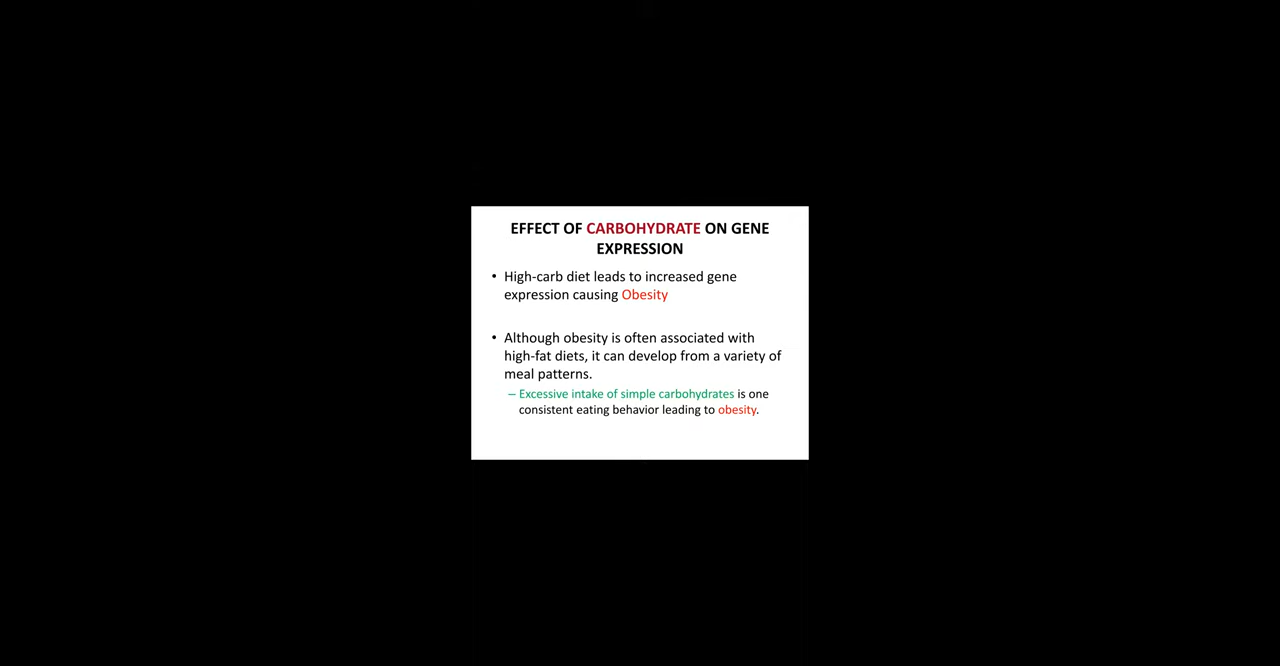 EFFECT OF CARBOHYDRATE ON GENE
EXPRESSION
• High-carb diet leads to increased gene
expression causing Obesity
• Although obesity is often associated with
high-fat diets, it can develop from a variety of
meal patterns.
– Excessive intake of simple carbohydrates is one
consistent eating behavior leading to obesity.